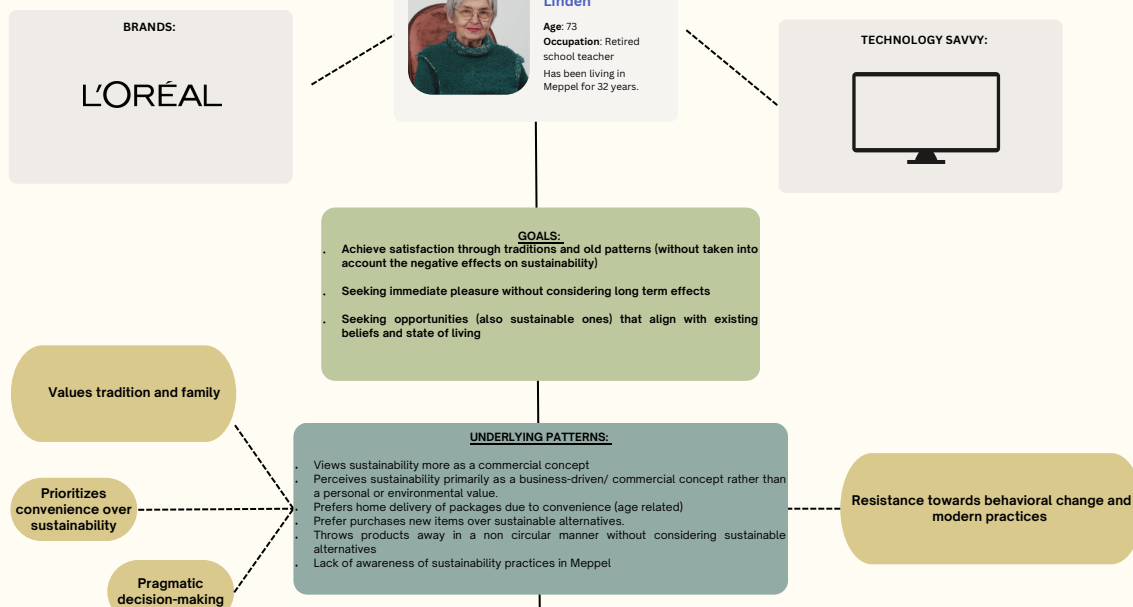 BRANDS:
L'ORÉAL
Linden
Age: 73
Occupation: Retired
school teacher
Has been living in
Meppel for 32 years.
TECHNOLOGY SAVVY:
GOALS:
. Achieve satisfaction through traditions and old patterns (without taken into
account the negative effects on sustainability)
. Seeking immediate pleasure without considering long term effects
. Seeking opportunities (also sustainable ones) that align with existing
beliefs and state of living
Values tradition and family
Prioritizes
convenience over
sustainability
Pragmatic
decision-making
UNDERLYING PATTERNS:
. Views sustainability more as a commercial concept
. Perceives sustainability primarily as a business-driven/ commercial concept rather than
a personal or environmental value.
. Prefers home delivery of packages due to convenience (age related)
. Prefer purchases new items over sustainable alternatives.
. Throws products away in a non circular manner without considering sustainable
alternatives
. Lack of awareness of sustainability practices in Meppel
Resistance towards behavioral change and
modern practices